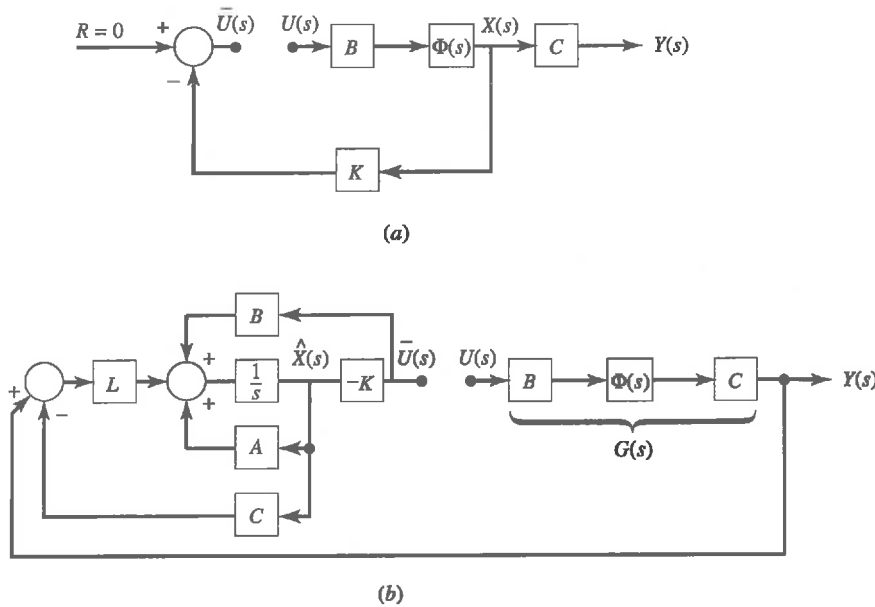 R = 0
+
−
Ū(s)
U(s)
B
Φ(s)
X(s)
C
Y(s)
K
(a)
B
+
−
L
+
+
1/s
X̂(s)
−K
Ū(s)
U(s)
B
Φ(s)
C
Y(s)
A
G(s)
C
(b)